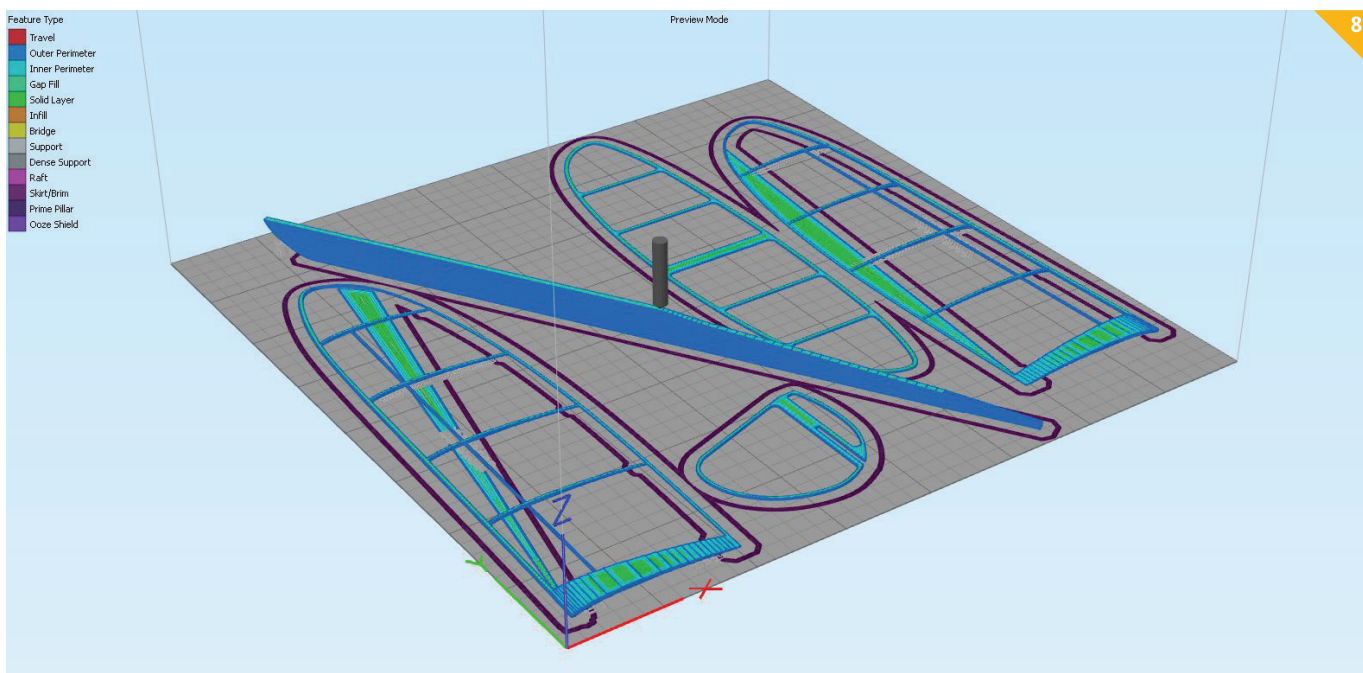 Feature Type
Travel
Outer Perimeter
Inner Perimeter
Gap Fill
Solid Layer
Infill
Bridge
Support
Dense Support
Raft
Skirt/Brim
Prime Pillar
Ooze Shield
Preview Mode
8
Z
Y
X